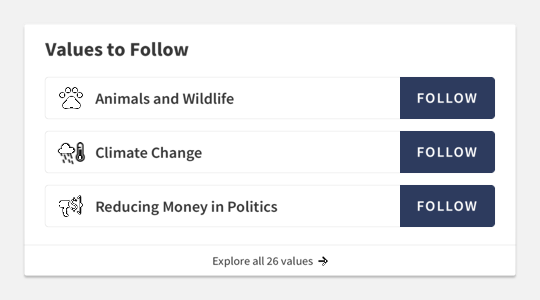 Values to Follow
Animals and Wildlife FOLLOW
Climate Change FOLLOW
Reducing Money in Politics FOLLOW
Explore all 26 values →